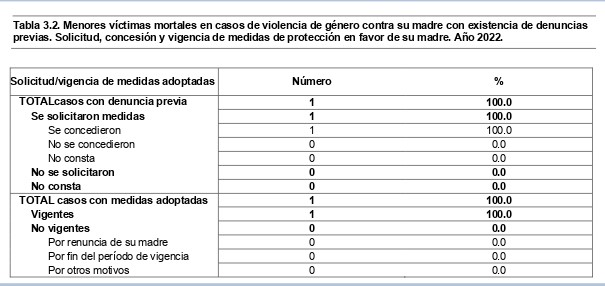 Tabla 3.2. Menores víctimas mortales en casos de violencia de género contra su madre con existencia de denuncias
previas. Solicitud, concesión y vigencia de medidas de protección en favor de su madre. Año 2022.
Solicitud/vigencia de medidas adoptadas Número %
TOTALcasos con denuncia previa 1 100.0
Se solicitaron medidas 1 100.0
Se concedieron 1 100.0
No se concedieron 0 0.0
No consta 0 0.0
No se solicitaron 0 0.0
No consta 0 0.0
TOTAL casos con medidas adoptadas 1 100.0
Vigentes 1 100.0
No vigentes 0 0.0
Por renuncia de su madre 0 0.0
Por fin del período de vigencia 0 0.0
Por otros motivos 0 0.0